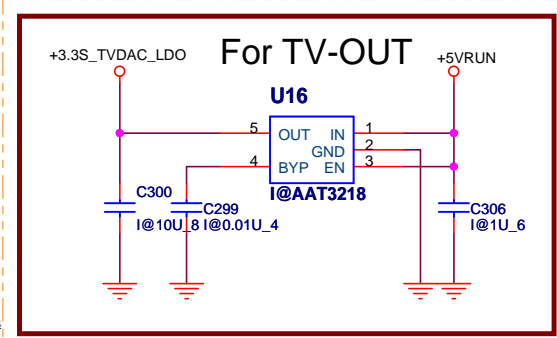 For TV-OUT
+3.3S_TVDAC_LDO
+5VRUN
U16
5 OUT IN 1
GND 2
4 BYP EN 3
I@AAT3218
C300
I@10U_8
C299
I@0.01U_4
C306
I@1U_6